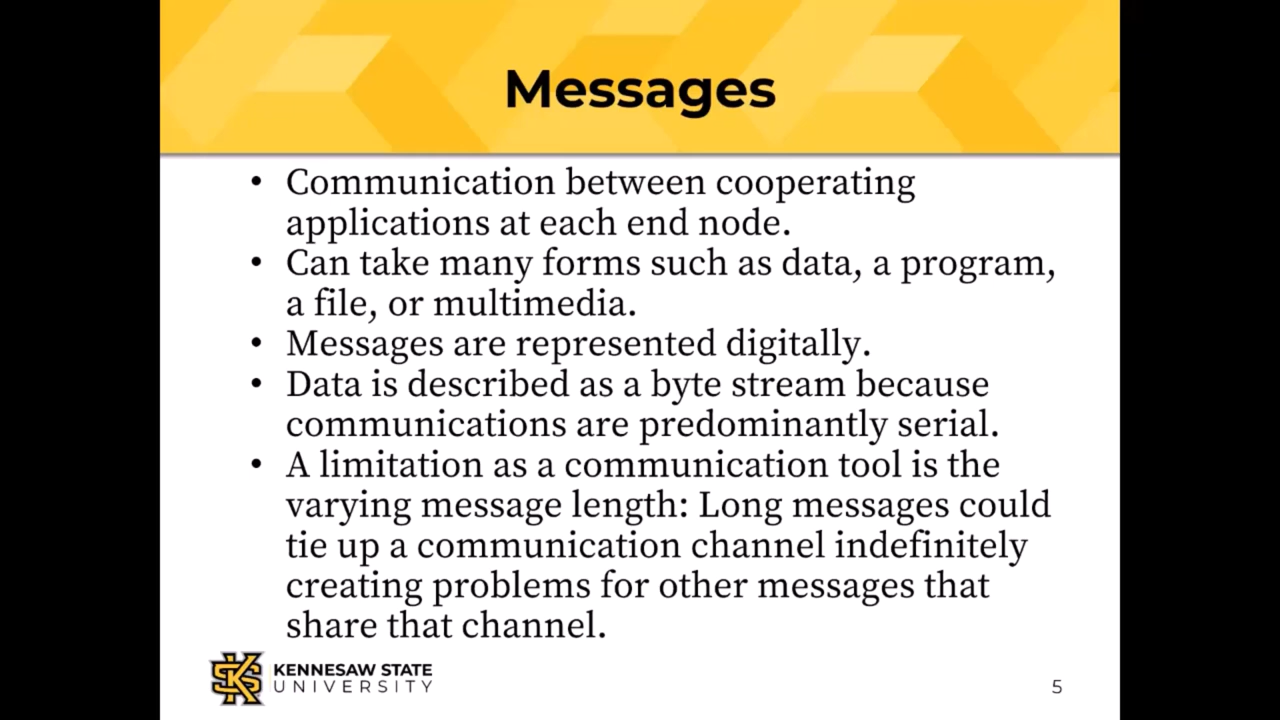 Messages
• Communication between cooperating
applications at each end node.
• Can take many forms such as data, a program,
a file, or multimedia.
• Messages are represented digitally.
• Data is described as a byte stream because
communications are predominantly serial.
• A limitation as a communication tool is the
varying message length: Long messages could
tie up a communication channel indefinitely
creating problems for other messages that
share that channel.
KS
KENNESAW STATE
UNIVERSITY
5